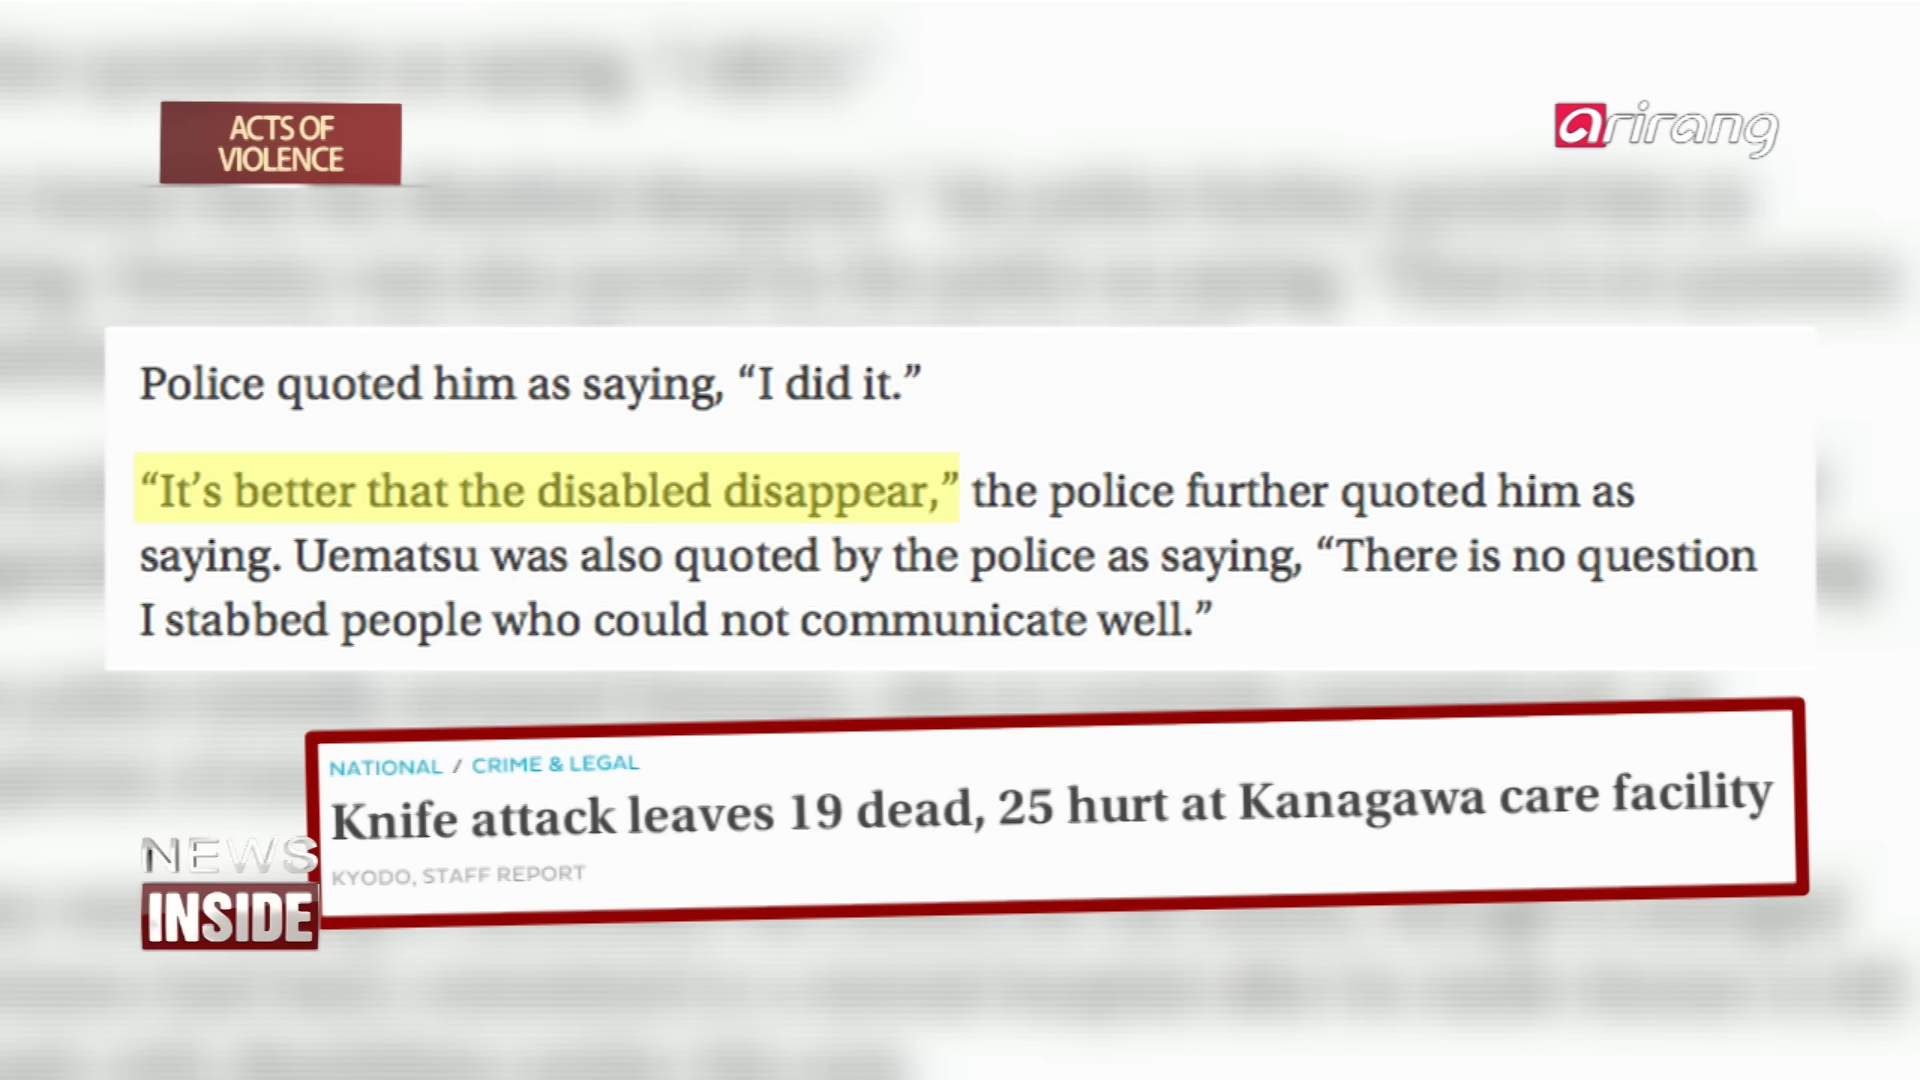 ACTS OF
VIOLENCE
arirang
Police quoted him as saying, “I did it.”
“It’s better that the disabled disappear,” the police further quoted him as
saying. Uematsu was also quoted by the police as saying, “There is no question
I stabbed people who could not communicate well.”
NATIONAL / CRIME & LEGAL
Knife attack leaves 19 dead, 25 hurt at Kanagawa care facility
KYODO, STAFF REPORT
NEWS
INSIDE